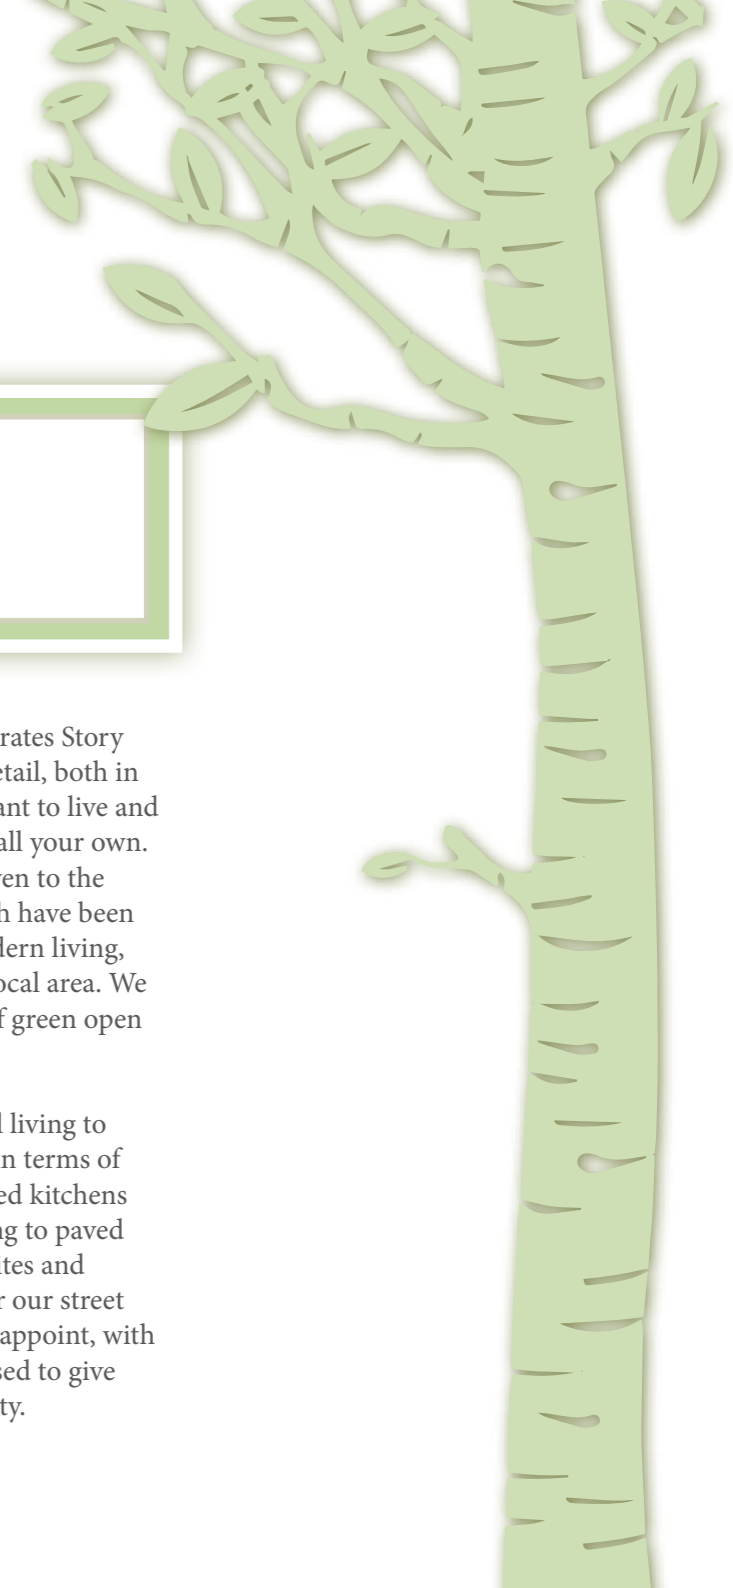 rates Story
etail, both in
ant to live and
all your own.
ven to the
h have been
dern living,
ocal area. We
f green open
l living to
in terms of
ed kitchens
ng to paved
ites and
r our street
appoint, with
sed to give
ty.